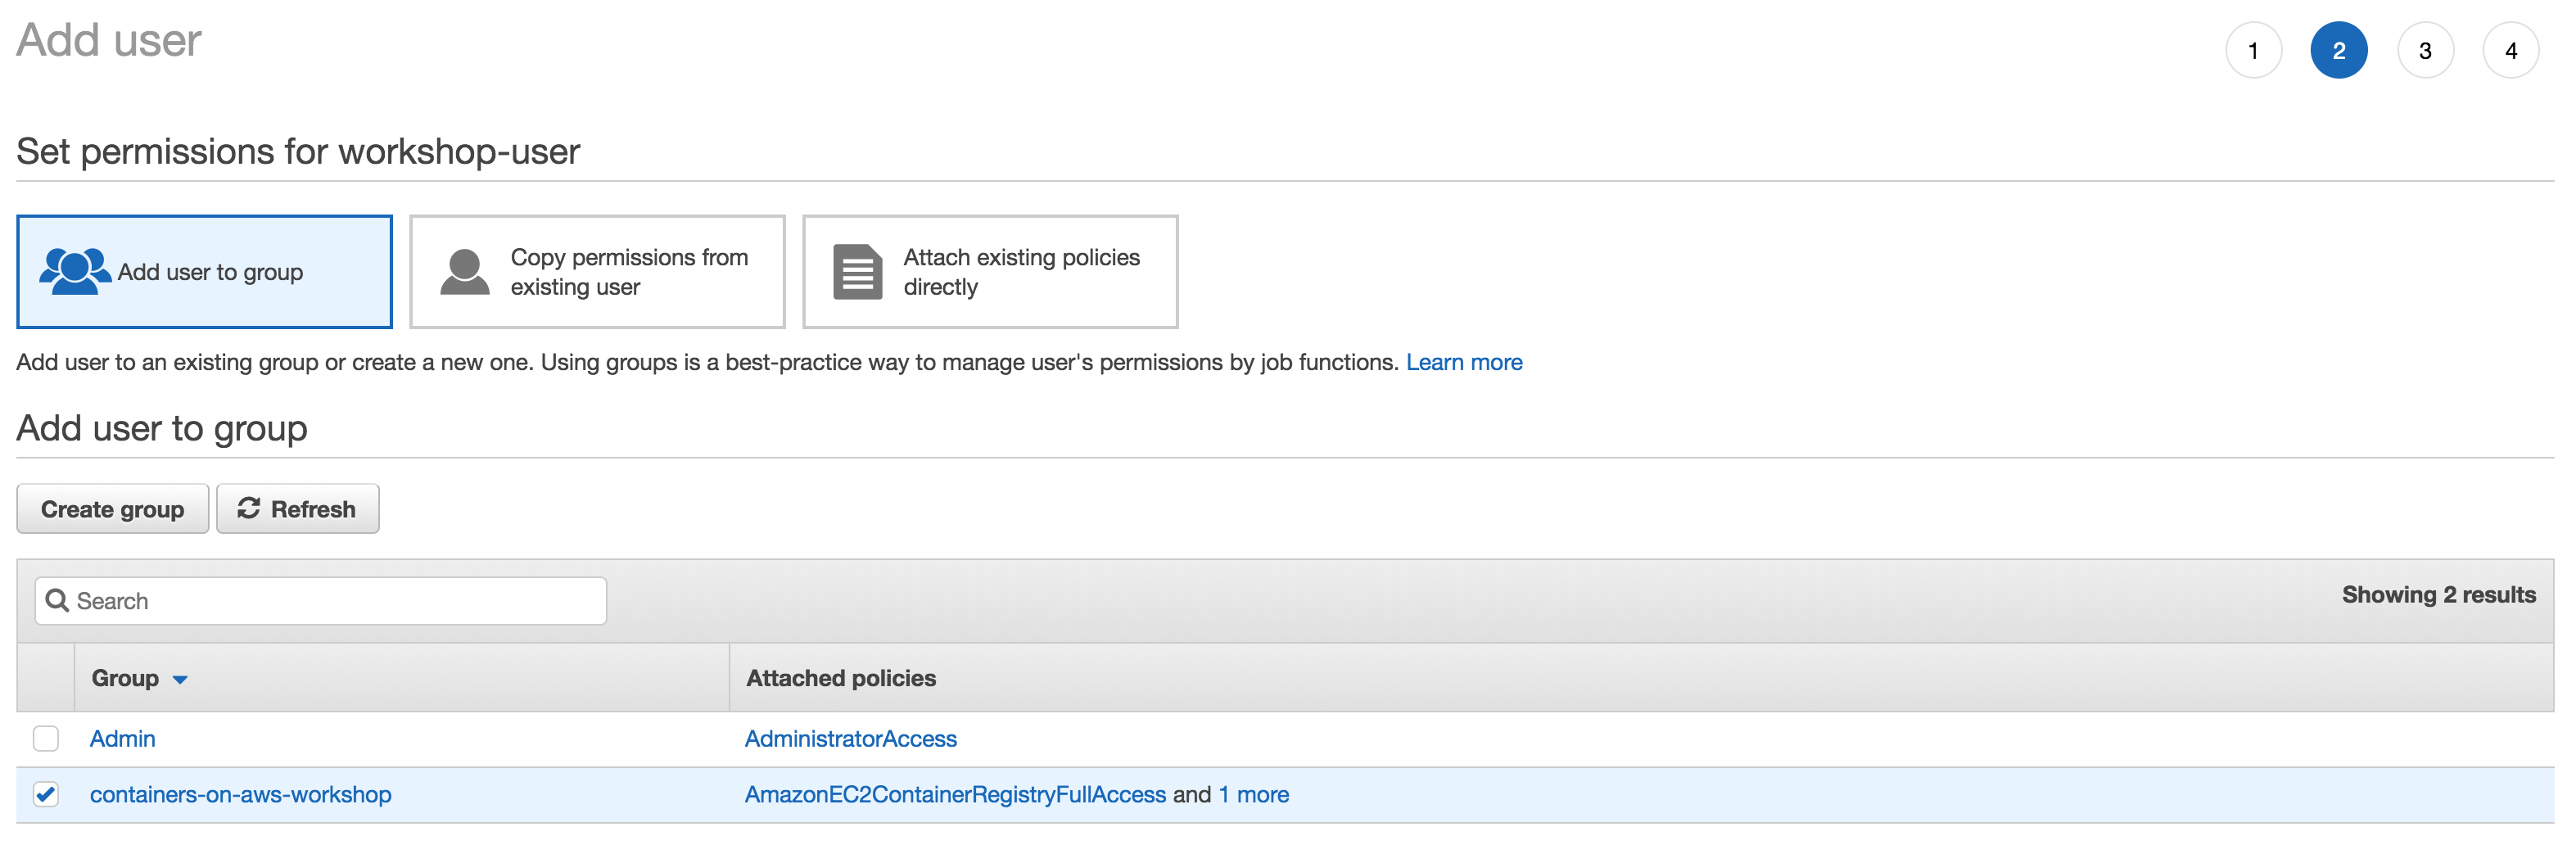 Add user
1 2 3 4
Set permissions for workshop-user
Add user to group
Copy permissions from
existing user
Attach existing policies
directly
Add user to an existing group or create a new one. Using groups is a best-practice way to manage user's permissions by job functions. Learn more
Add user to group
Create group Refresh
Search
Showing 2 results
Group Attached policies
Admin AdministratorAccess
containers-on-aws-workshop AmazonEC2ContainerRegistryFullAccess and 1 more